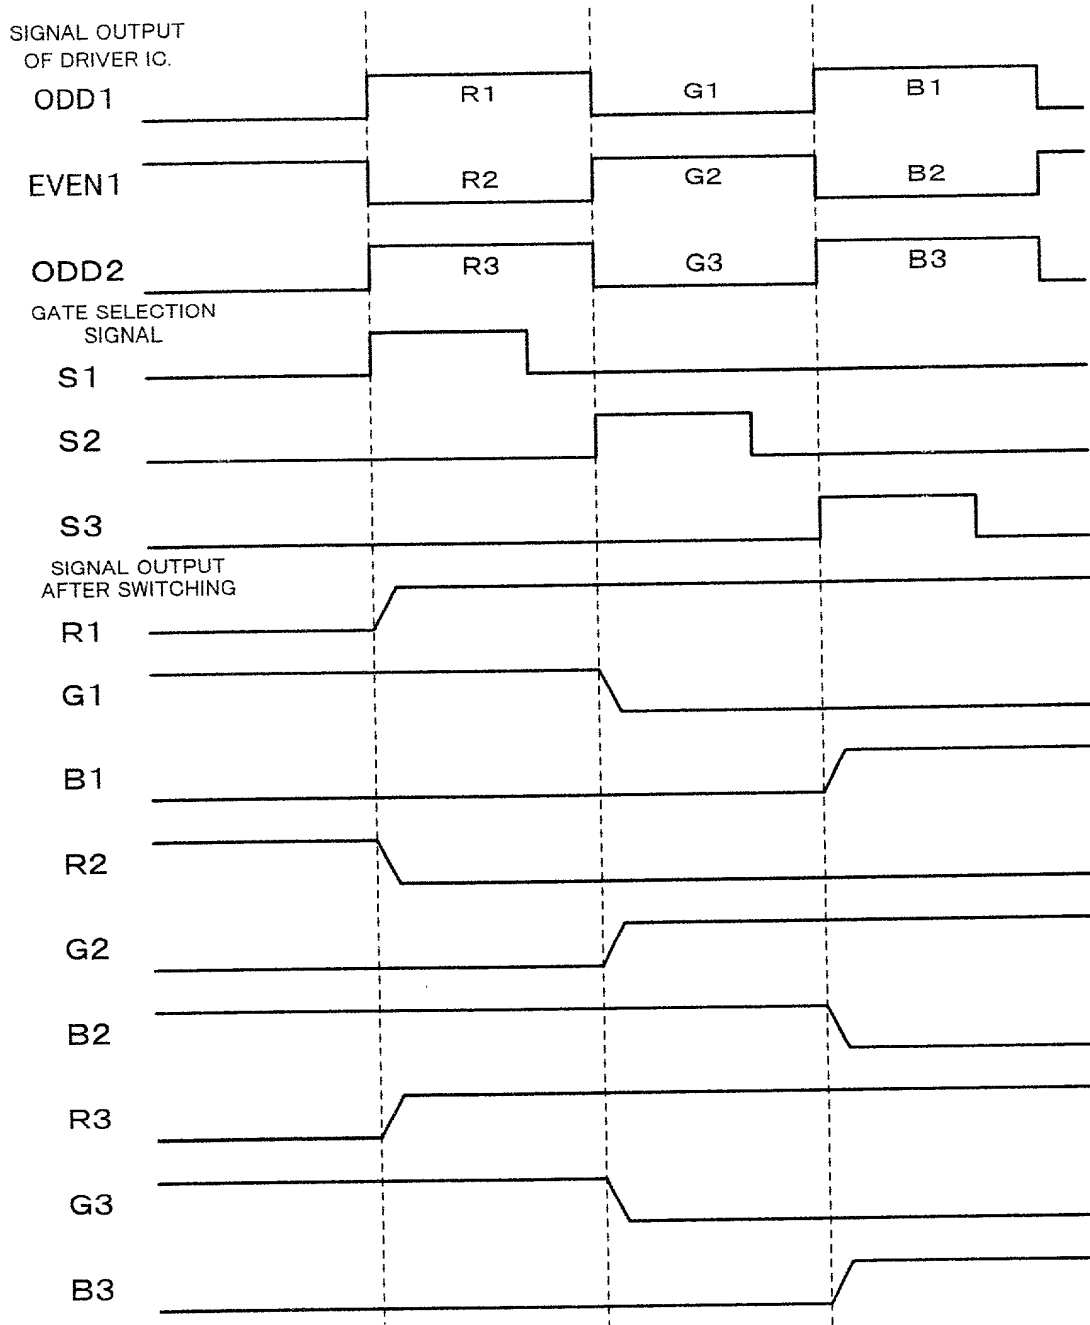 SIGNAL OUTPUT
OF DRIVER IC.
ODD1 R1 G1 B1
EVEN1 R2 G2 B2
ODD2 R3 G3 B3
GATE SELECTION
SIGNAL
S1
S2
S3
SIGNAL OUTPUT
AFTER SWITCHING
R1
G1
B1
R2
G2
B2
R3
G3
B3